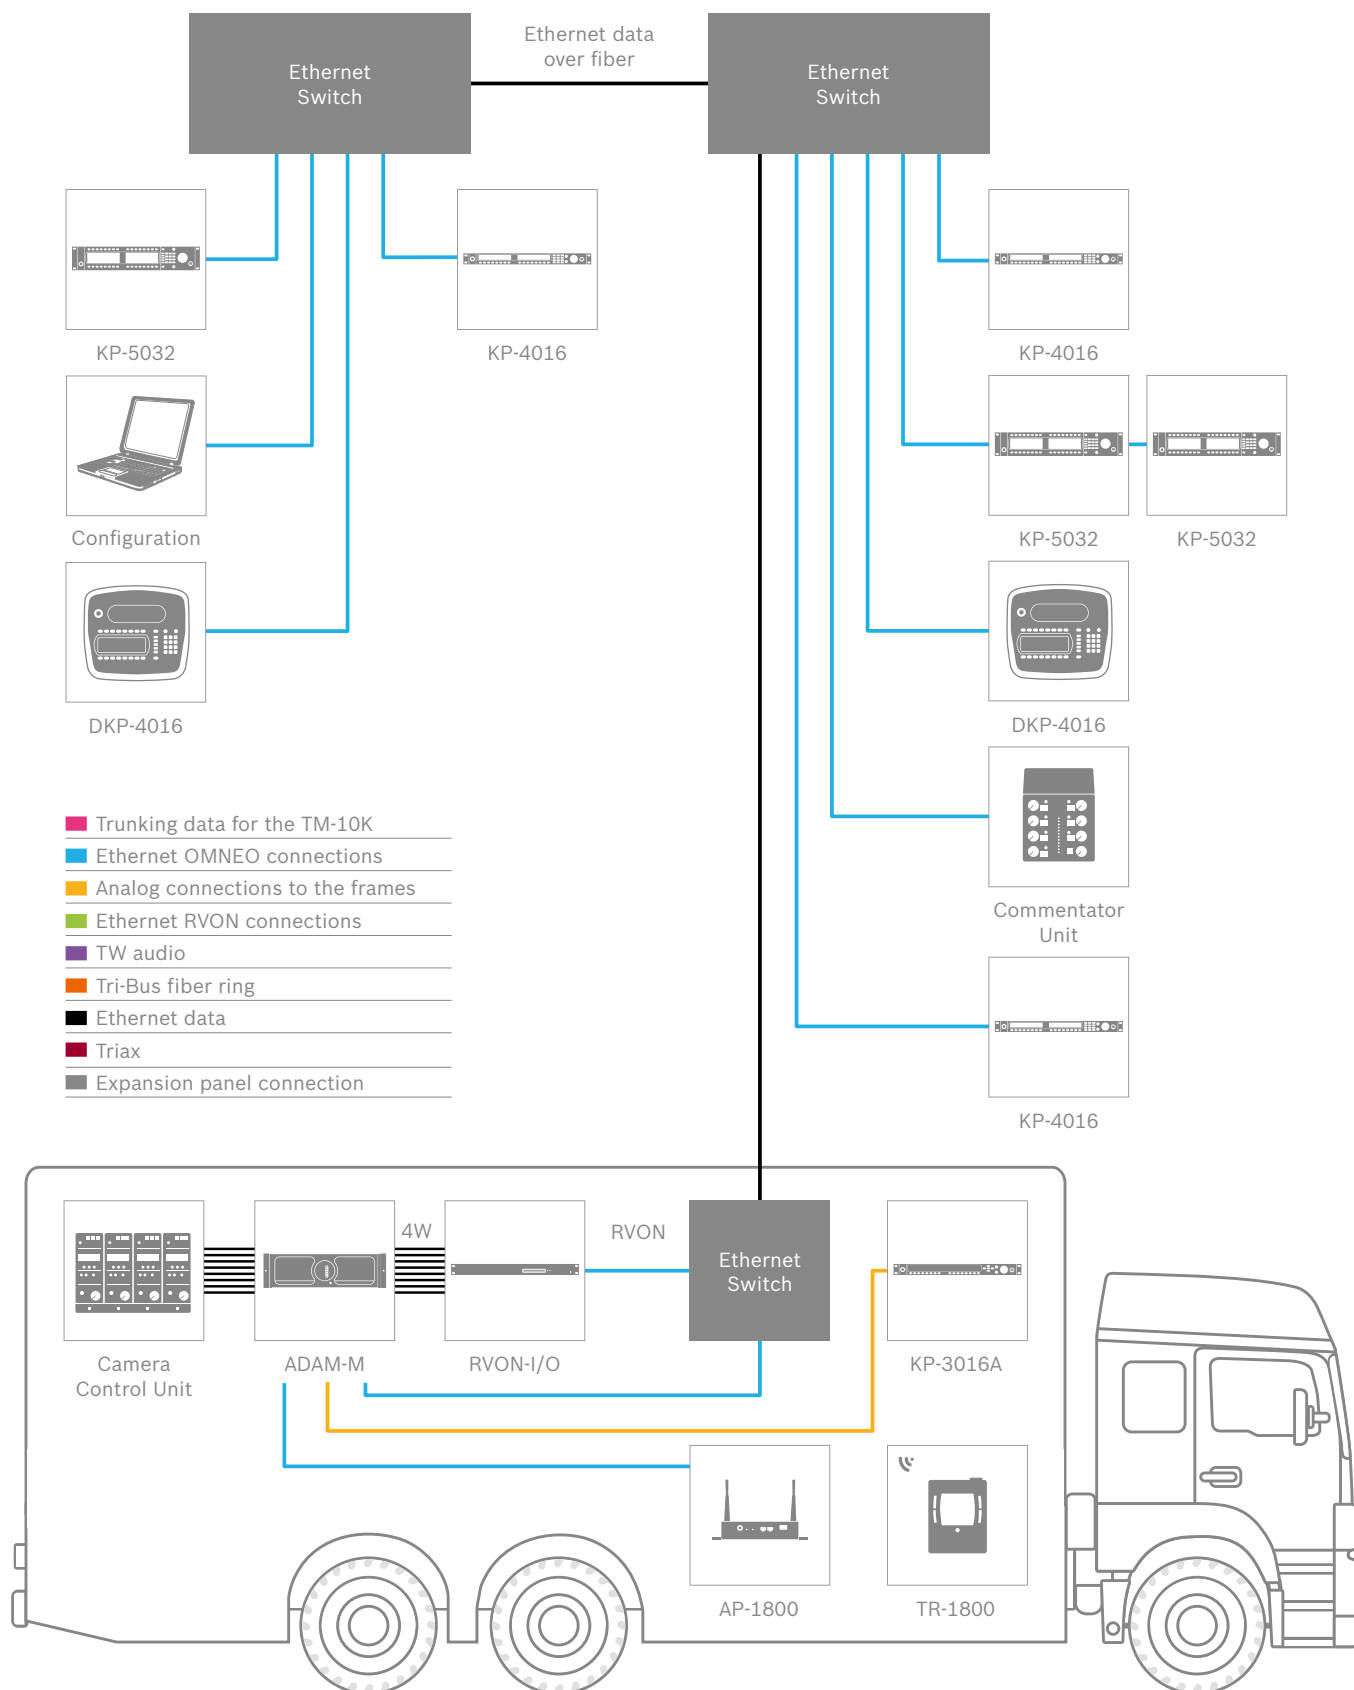 Ethernet data
over fiber
Ethernet
Switch
Ethernet
Switch
KP-5032
KP-4016
KP-4016
Configuration
KP-5032
KP-5032
DKP-4016
DKP-4016
Trunking data for the TM-10K
Ethernet OMNEO connections
Analog connections to the frames
Ethernet RVON connections
TW audio
Tri-Bus fiber ring
Ethernet data
Triax
Expansion panel connection
Commentator
Unit
KP-4016
4W
RVON
Ethernet
Switch
Camera
Control Unit
ADAM-M
RVON-I/O
KP-3016A
AP-1800
TR-1800